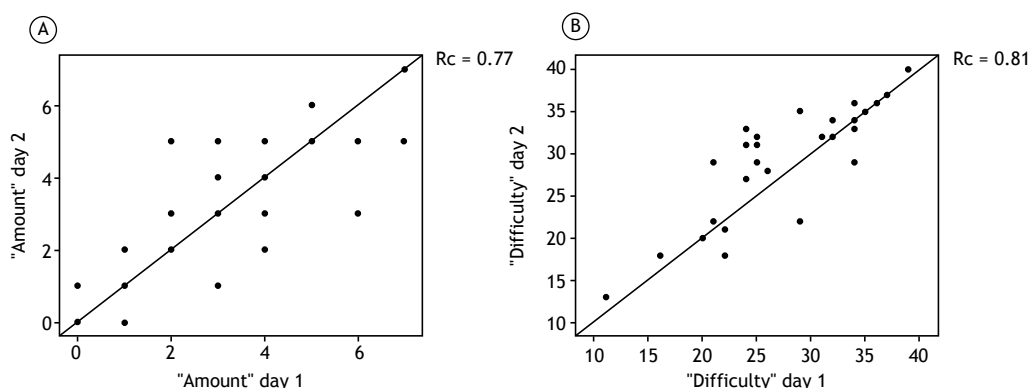 A
Rc = 0.77
6
4
2
0
"Amount" day 2
0 2 4 6
"Amount" day 1
B
Rc = 0.81
40
35
30
25
20
15
10
"Difficulty" day 2
10 15 20 25 30 35 40
"Difficulty" day 1